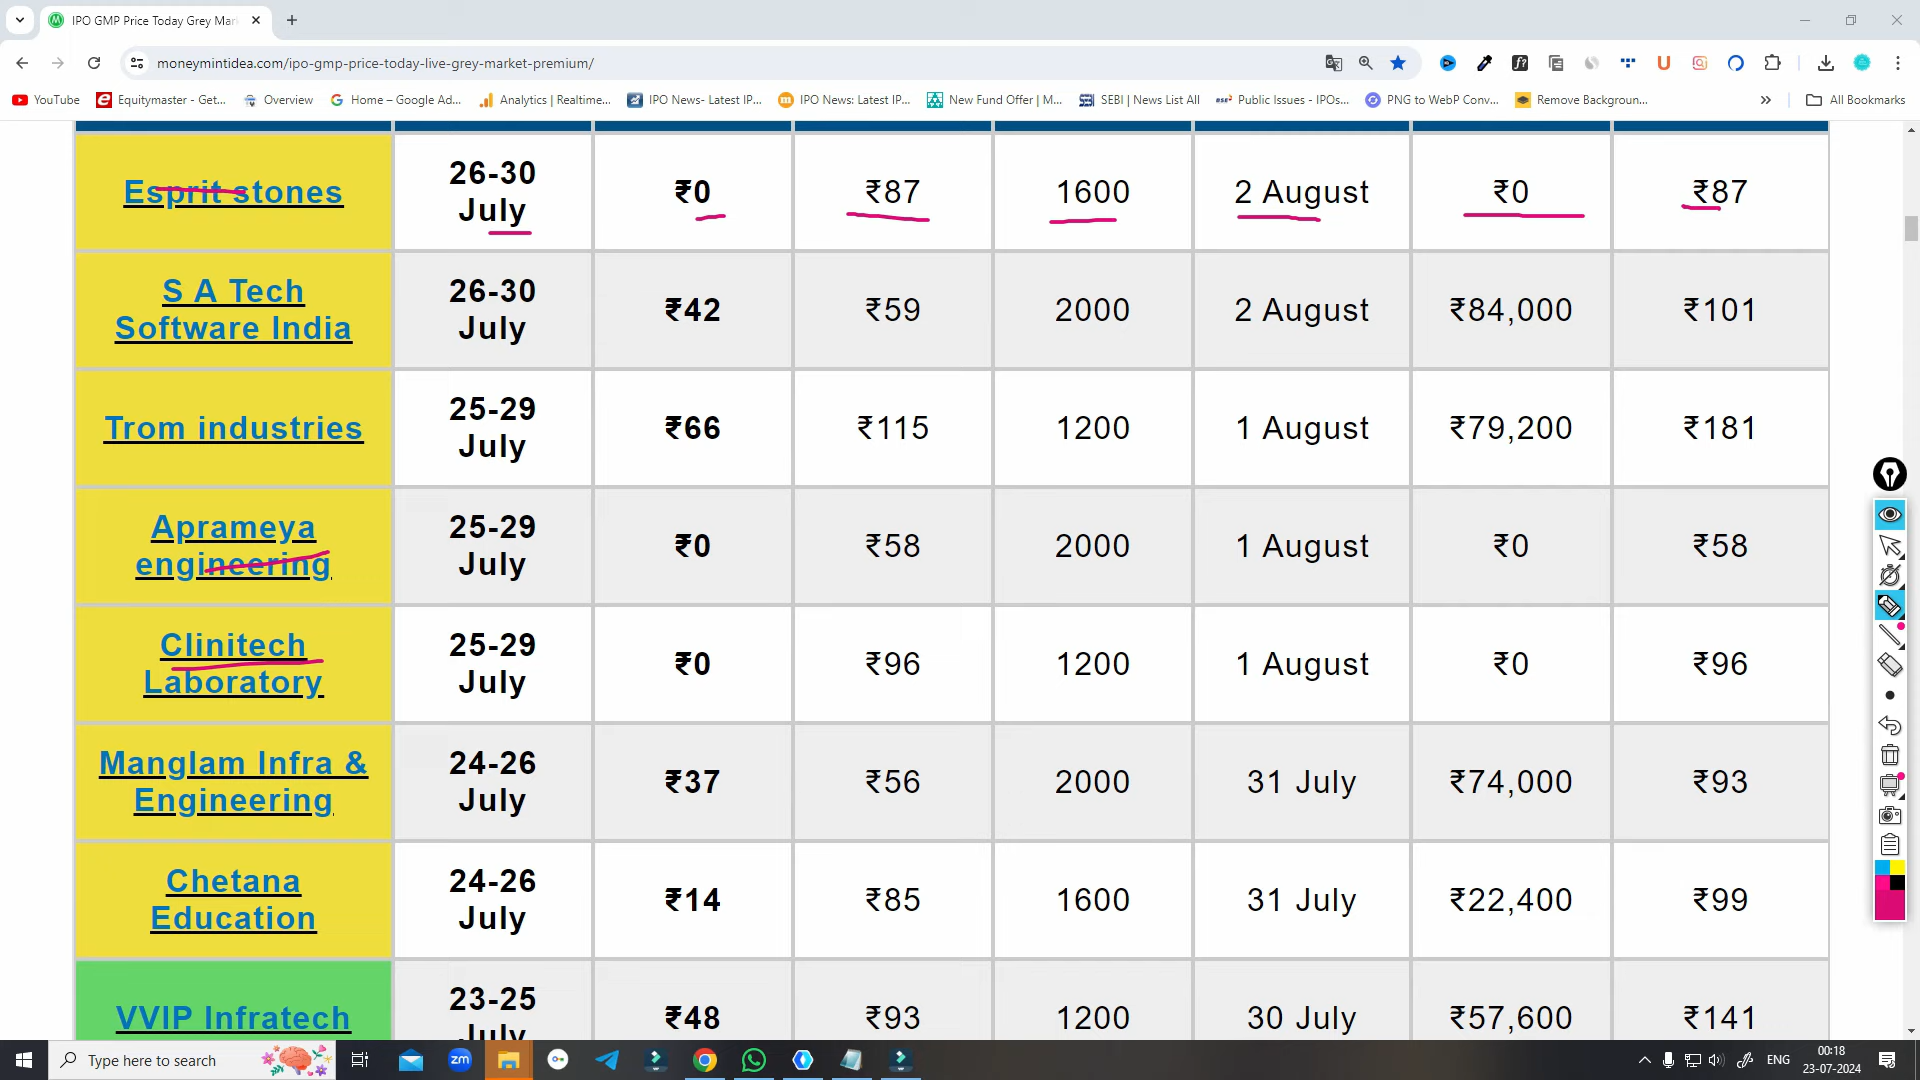 IPO GMP Price Today Grey Mar
moneymintidea.com/ipo-gmp-price-today-live-grey-market-premium/
YouTube
Equitymaster - Get...
Overview
Home – Google Ad...
Analytics | Realtime...
IPO News- Latest IP...
IPO News: Latest IP...
New Fund Offer | M...
SEBI | News List All
Public Issues - IPOs...
PNG to WebP Conv...
Remove Backgroun...
All Bookmarks
Esprit stones 26-30 July ₹0 ₹87 1600 2 August ₹0 ₹87
S A Tech Software India 26-30 July ₹42 ₹59 2000 2 August ₹84,000 ₹101
Trom industries 25-29 July ₹66 ₹115 1200 1 August ₹79,200 ₹181
Aprameya engineering 25-29 July ₹0 ₹58 2000 1 August ₹0 ₹58
Clinitech Laboratory 25-29 July ₹0 ₹96 1200 1 August ₹0 ₹96
Manglam Infra & Engineering 24-26 July ₹37 ₹56 2000 31 July ₹74,000 ₹93
Chetana Education 24-26 July ₹14 ₹85 1600 31 July ₹22,400 ₹99
VVIP Infratech 23-25 July ₹48 ₹93 1200 30 July ₹57,600 ₹141
Type here to search
zm
ENG
00:18
23-07-2024